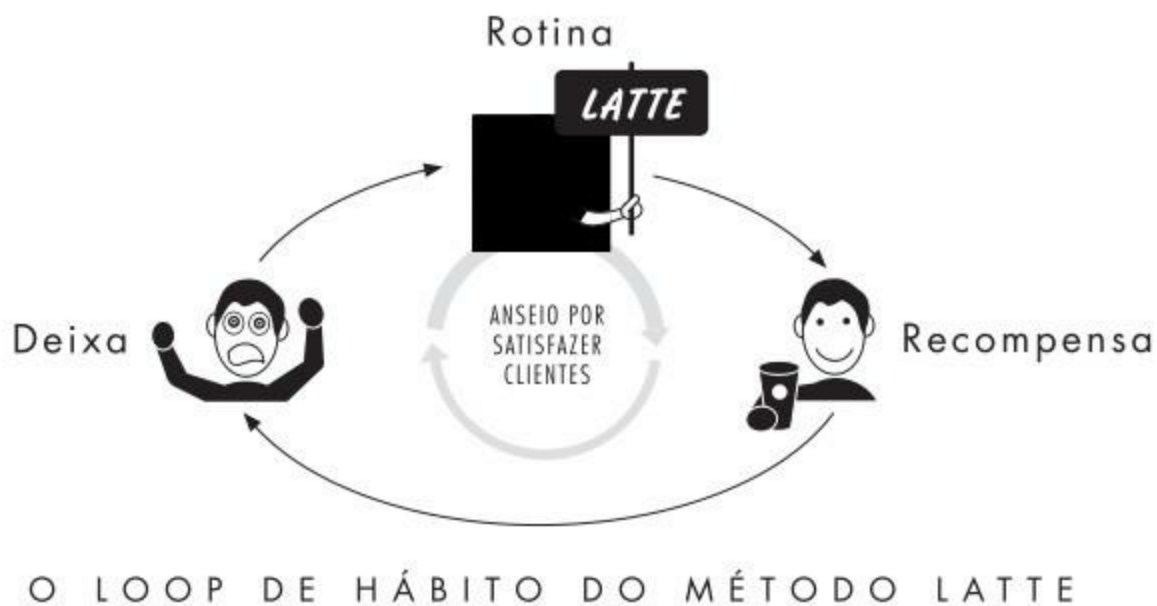 Rotina
LATTE
Deixa
ANSEIO POR
SATISFAZER
CLIENTES
Recompensa
O LOOP DE HÁBITO DO MÉTODO LATTE